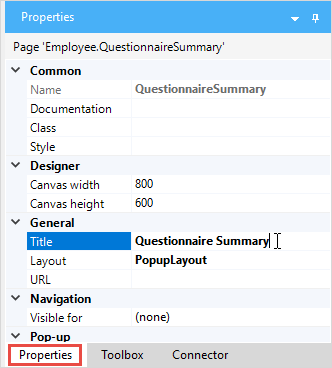 Properties
Page 'Employee.QuestionnaireSummary'
Common
Name QuestionnaireSummary
Documentation
Class
Style
Designer
Canvas width 800
Canvas height 600
General
Title Questionnaire Summary
Layout PopupLayout
URL
Navigation
Visible for (none)
Pop-up
Properties Toolbox Connector